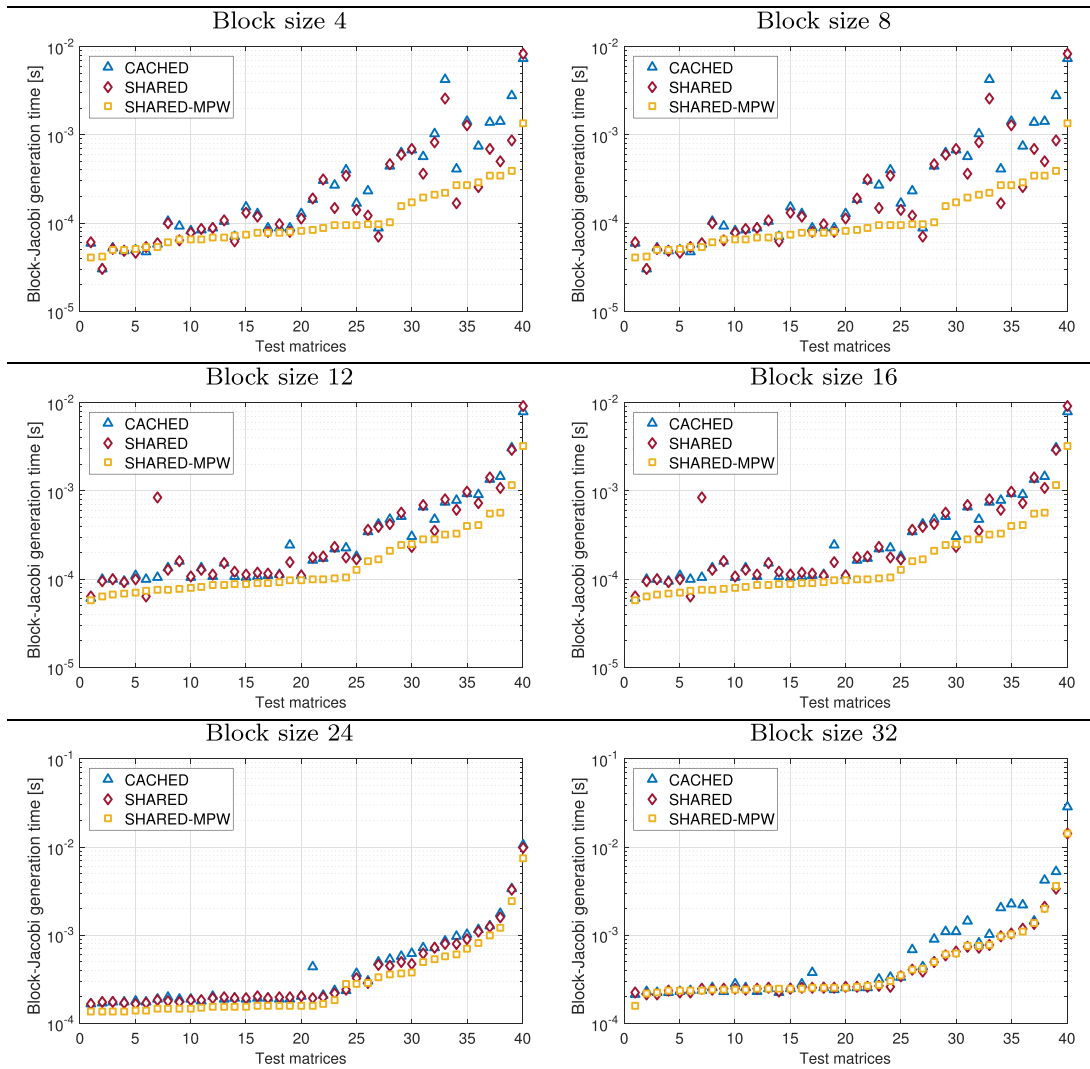 Block size 4
Block-Jacobi generation time [s]
10^-2
10^-3
10^-4
10^-5
CACHED
SHARED
SHARED-MPW
0 5 10 15 20 25 30 35 40
Test matrices
Block size 8
Block-Jacobi generation time [s]
10^-2
10^-3
10^-4
10^-5
CACHED
SHARED
SHARED-MPW
0 5 10 15 20 25 30 35 40
Test matrices
Block size 12
Block-Jacobi generation time [s]
10^-2
10^-3
10^-4
10^-5
CACHED
SHARED
SHARED-MPW
0 5 10 15 20 25 30 35 40
Test matrices
Block size 16
Block-Jacobi generation time [s]
10^-2
10^-3
10^-4
10^-5
CACHED
SHARED
SHARED-MPW
0 5 10 15 20 25 30 35 40
Test matrices
Block size 24
Block-Jacobi generation time [s]
10^-1
10^-2
10^-3
10^-4
CACHED
SHARED
SHARED-MPW
0 5 10 15 20 25 30 35 40
Test matrices
Block size 32
Block-Jacobi generation time [s]
10^-1
10^-2
10^-3
10^-4
CACHED
SHARED
SHARED-MPW
0 5 10 15 20 25 30 35 40
Test matrices